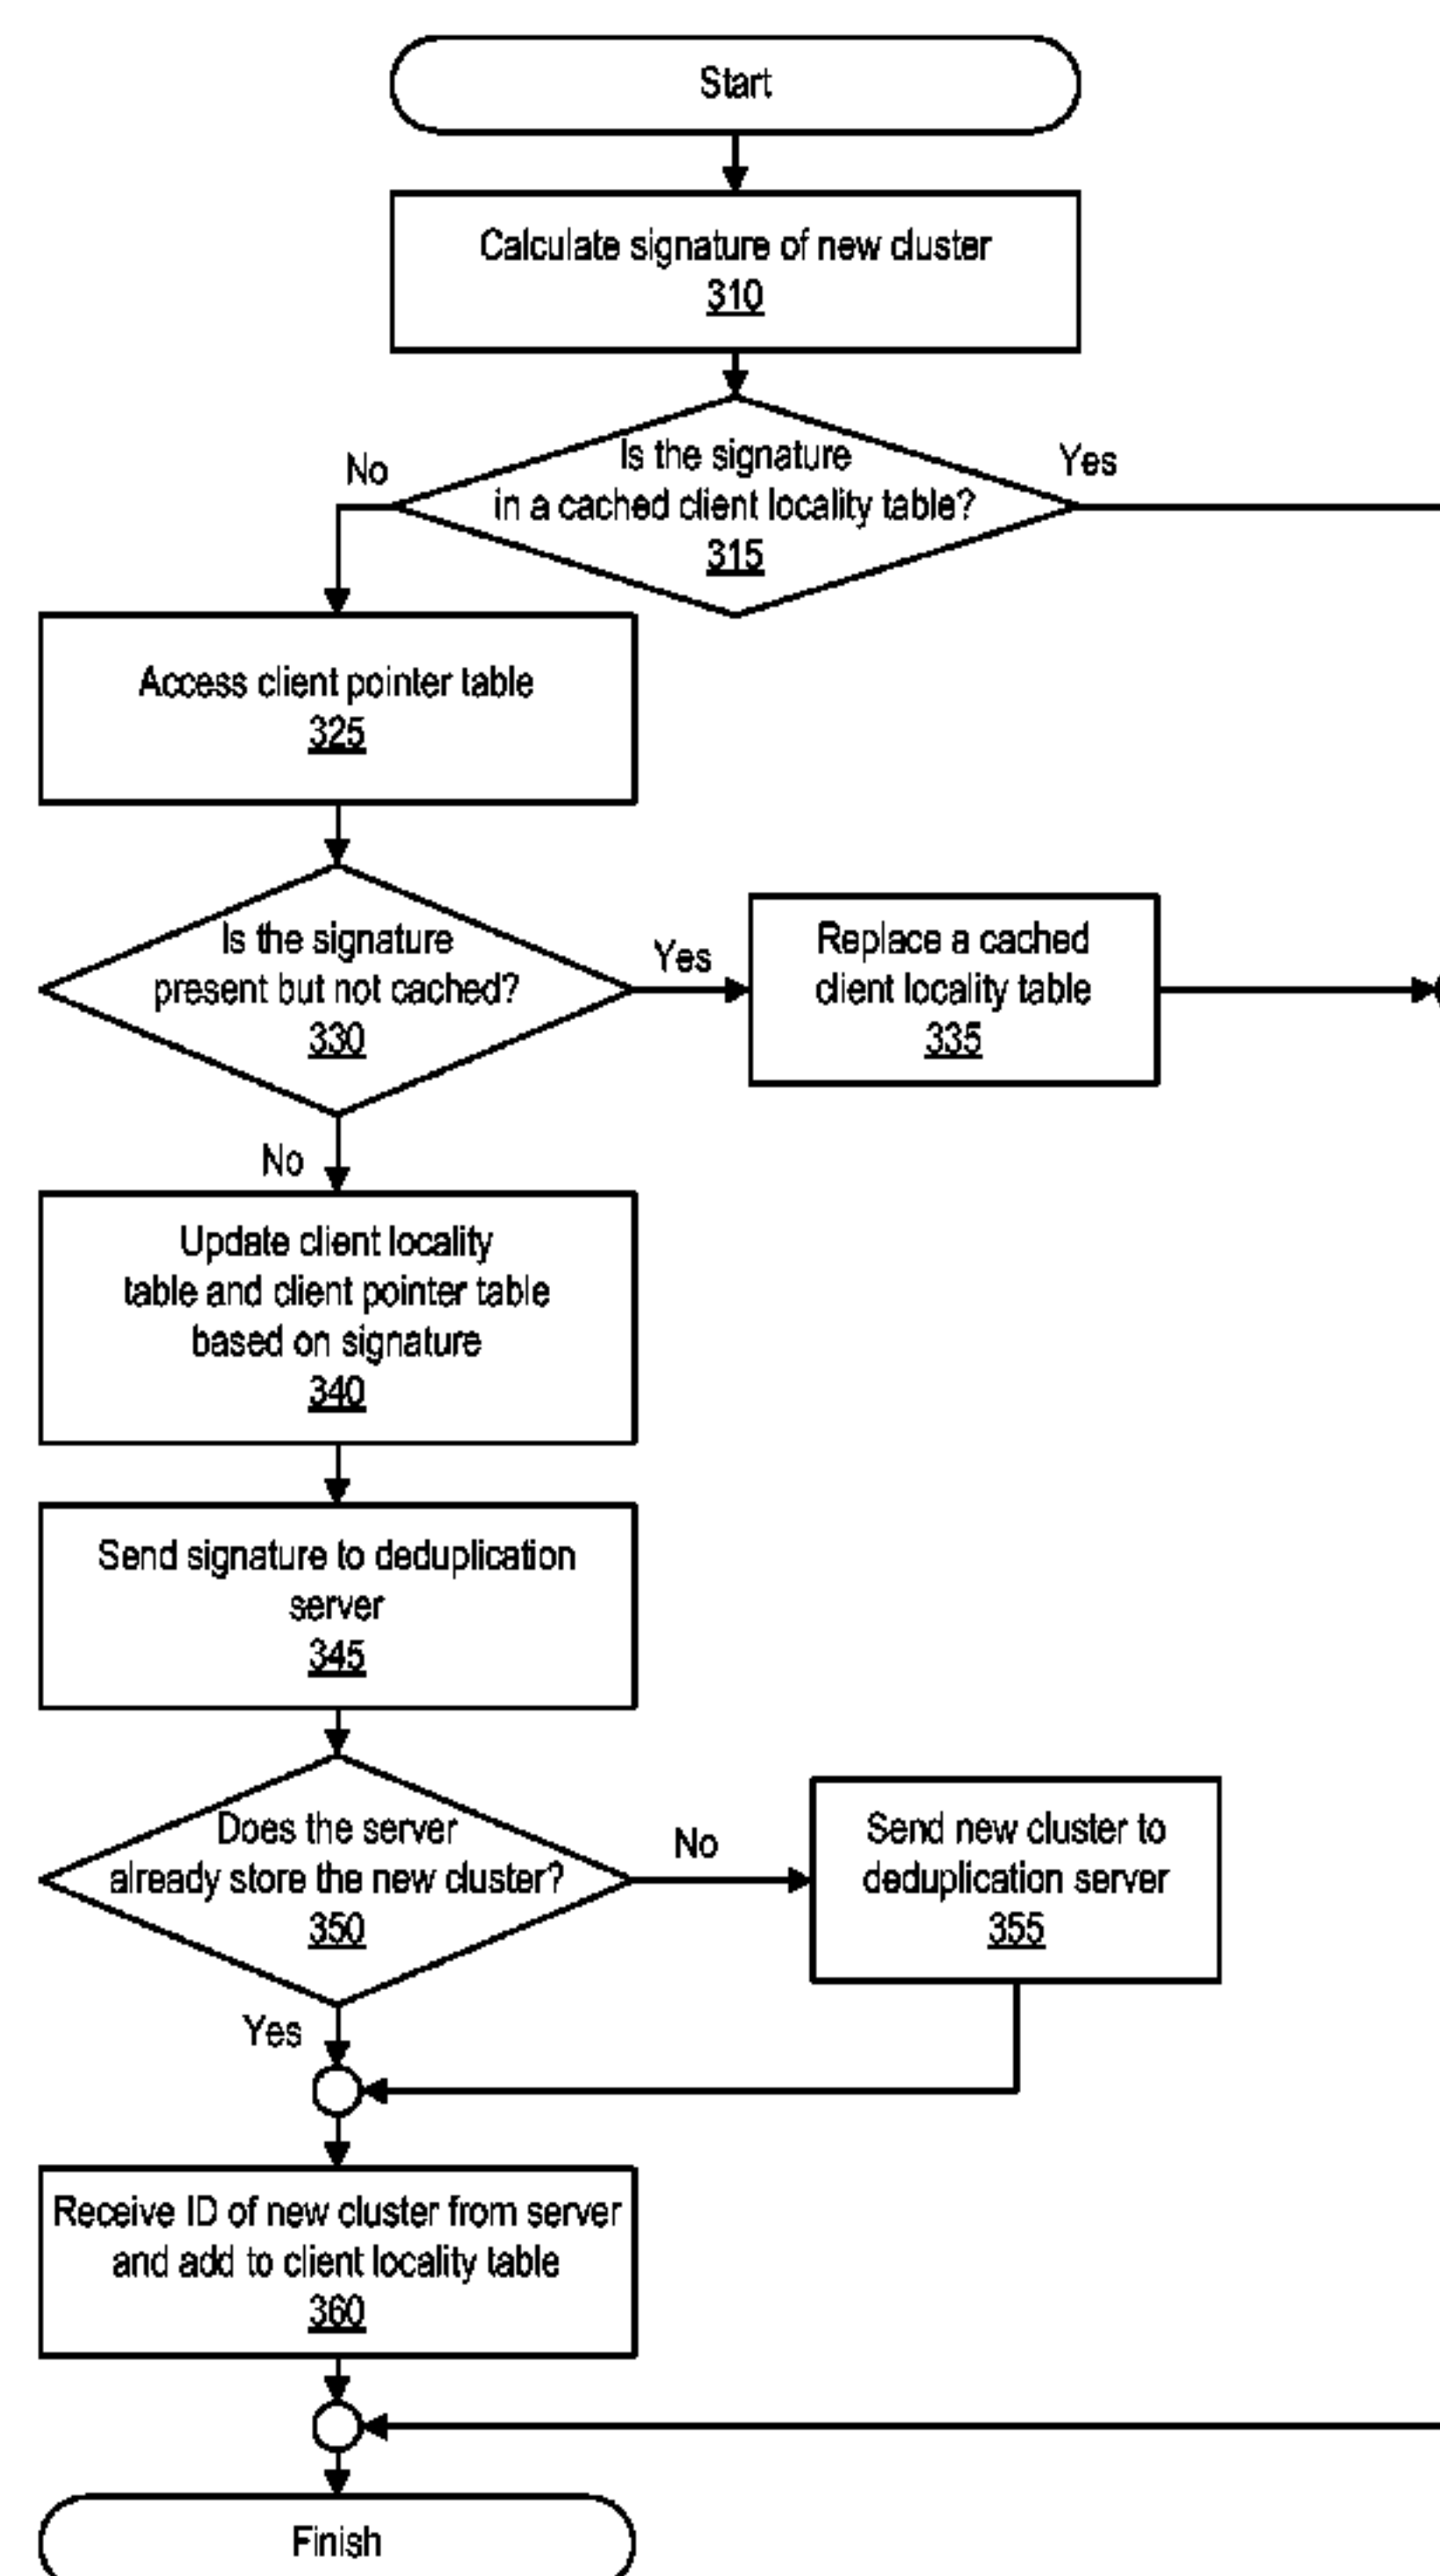 Start
Calculate signature of new cluster
310
Is the signature
in a cached client locality table?
315
No
Yes
Access client pointer table
325
Is the signature
present but not cached?
330
Yes
Replace a cached
client locality table
335
No
Update client locality
table and client pointer table
based on signature
340
Send signature to deduplication
server
345
Does the server
already store the new cluster?
350
No
Send new cluster to
deduplication server
355
Yes
Receive ID of new cluster from server
and add to client locality table
360
Finish